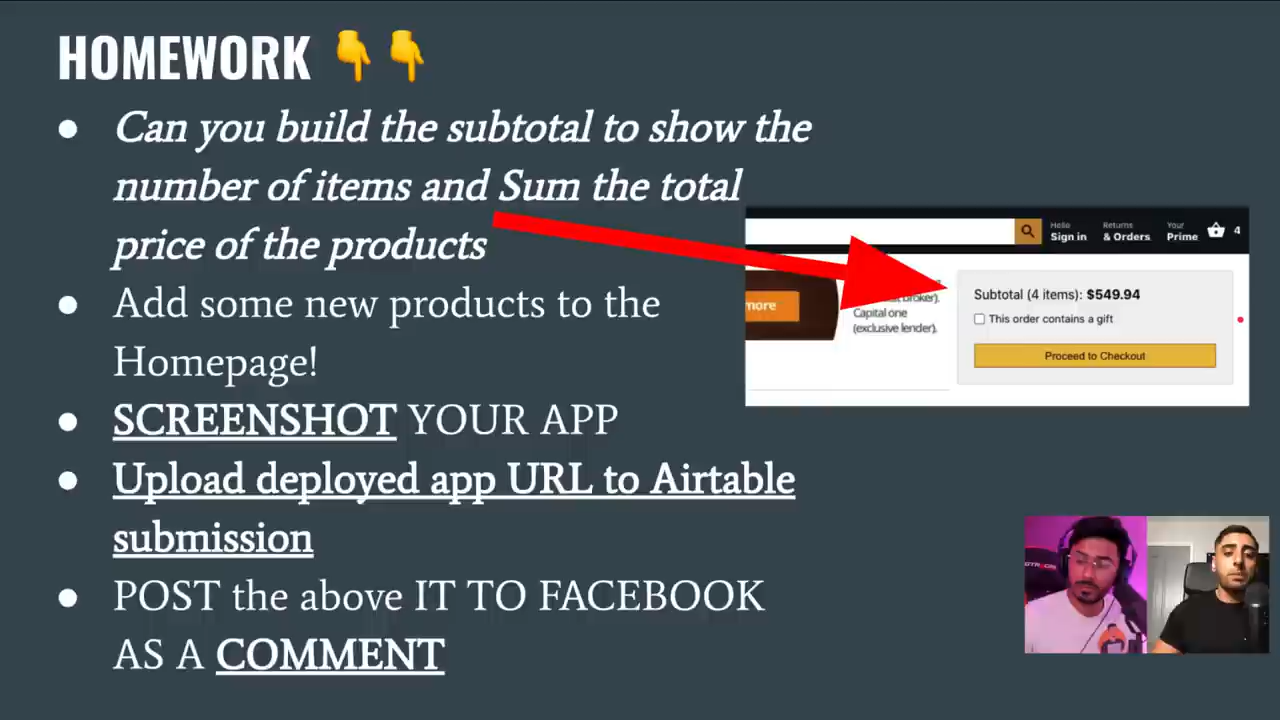 HOMEWORK 👇👇
● Can you build the subtotal to show the
number of items and Sum the total
price of the products
● Add some new products to the
Homepage!
● SCREENSHOT YOUR APP
● Upload deployed app URL to Airtable
submission
● POST the above IT TO FACEBOOK
AS A COMMENT
Hello
Sign in
Returns
& Orders
Your
Prime
4
more
broker).
Capital one
(exclusive lender).
Subtotal (4 items): $549.94
This order contains a gift
Proceed to Checkout